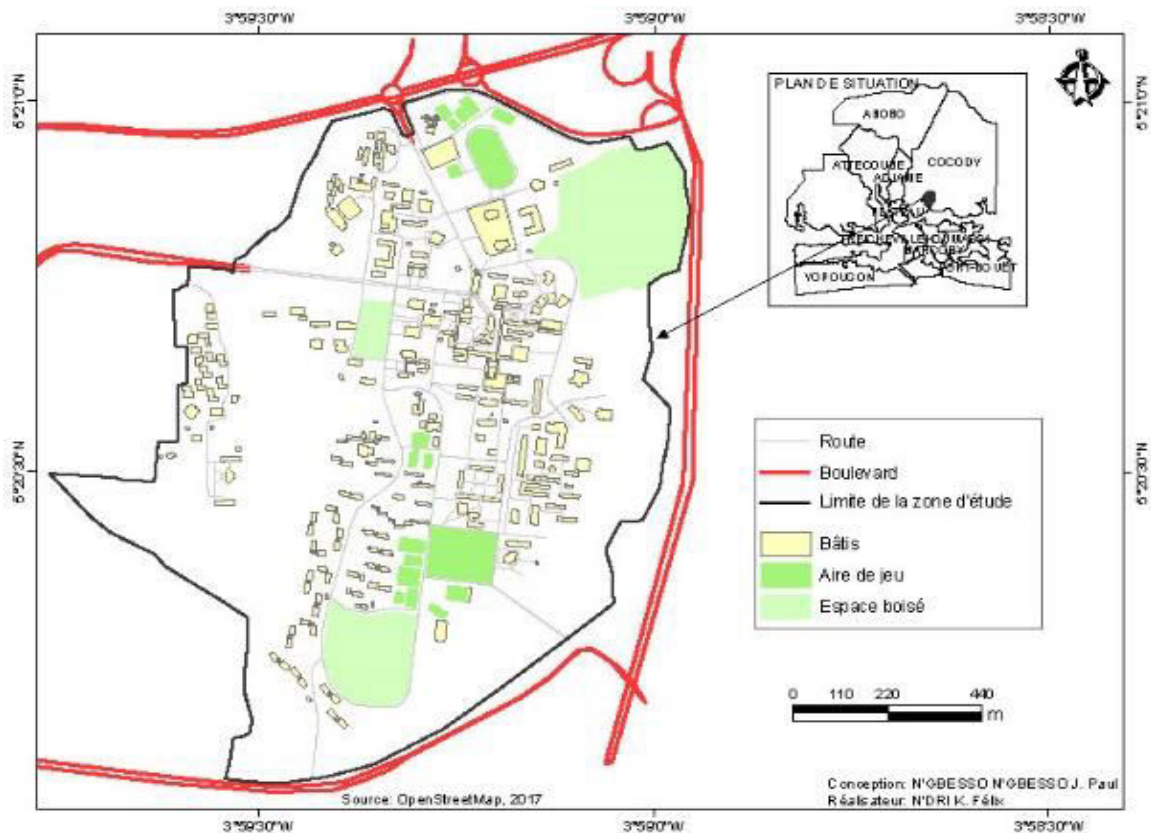 3°59'30"W
3°59'0"W
3°58'30"W
5°21'0"N
5°21'0"N
PLAN DE SITUATION
ABOBO
ATTECOUBE
COCODY
ADJAME
YOPOUGON
5°20'30"N
5°20'30"N
Route
Boulevard
Limite de la zone d'étude
Bâtis
Aire de jeu
Espace boisé
0 110 220 440
m
Conception: N'GBESSO N'GBESSO J. Paul
Source: OpenStreetMap, 2017
Réalisateur: N'DRI K. Félix
3°59'30"W
3°59'0"W
3°58'30"W